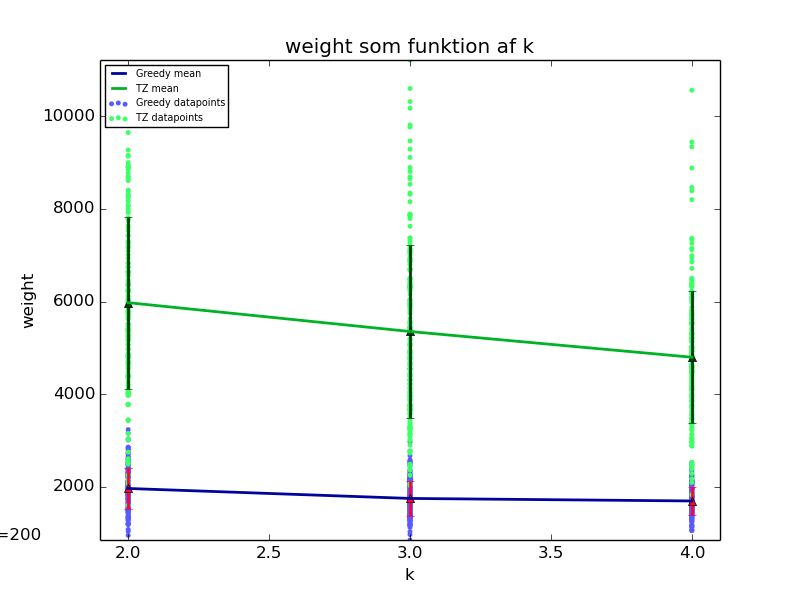 weight som funktion af k
Greedy mean
TZ mean
Greedy datapoints
TZ datapoints
10000
8000
6000
4000
2000
weight
=200
2.0 2.5 3.0 3.5 4.0
k